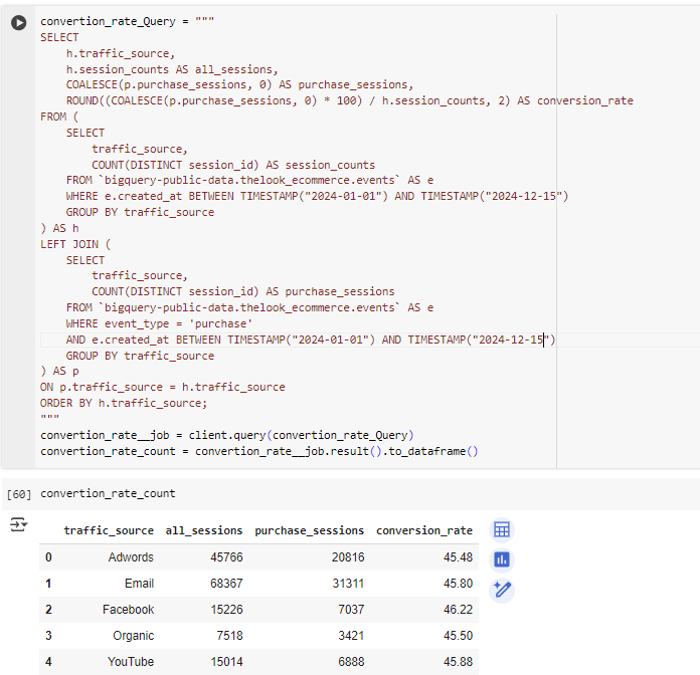 convertion_rate_Query = """
SELECT
h.traffic_source,
h.session_counts AS all_sessions,
COALESCE(p.purchase_sessions, 0) AS purchase_sessions,
ROUND((COALESCE(p.purchase_sessions, 0) * 100) / h.session_counts, 2) AS conversion_rate
FROM (
SELECT
traffic_source,
COUNT(DISTINCT session_id) AS session_counts
FROM `bigquery-public-data.thelook_ecommerce.events` AS e
WHERE e.created_at BETWEEN TIMESTAMP("2024-01-01") AND TIMESTAMP("2024-12-15")
GROUP BY traffic_source
) AS h
LEFT JOIN (
SELECT
traffic_source,
COUNT(DISTINCT session_id) AS purchase_sessions
FROM `bigquery-public-data.thelook_ecommerce.events` AS e
WHERE event_type = 'purchase'
AND e.created_at BETWEEN TIMESTAMP("2024-01-01") AND TIMESTAMP("2024-12-15")
GROUP BY traffic_source
) AS p
ON p.traffic_source = h.traffic_source
ORDER BY h.traffic_source;
"""
convertion_rate__job = client.query(convertion_rate_Query)
convertion_rate_count = convertion_rate__job.result().to_dataframe()
[60] convertion_rate_count
traffic_source all_sessions purchase_sessions conversion_rate
0 Adwords 45766 20816 45.48
1 Email 68367 31311 45.80
2 Facebook 15226 7037 46.22
3 Organic 7518 3421 45.50
4 YouTube 15014 6888 45.88